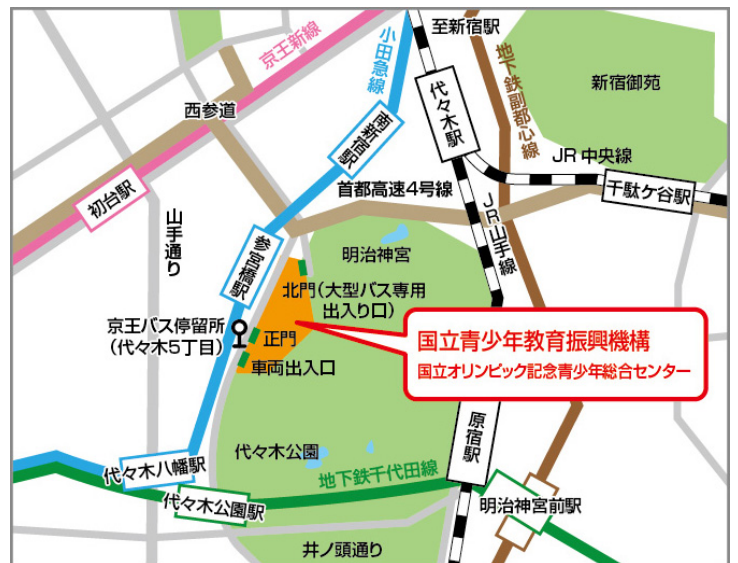 至新宿駅
京王新線
小田急線
地下鉄副都心線
新宿御苑
代々木駅
西参道
南新宿駅
JR中央線
千駄ケ谷駅
首都高速4号線
初台駅
山手通り
JR山手線
参宮橋駅
明治神宮
北門(大型バス専用
出入り口)
京王バス停留所
(代々木5丁目)
正門
車両出入口
国立青少年教育振興機構
国立オリンピック記念青少年総合センター
原宿駅
代々木公園
代々木八幡駅
地下鉄千代田線
代々木公園駅
明治神宮前駅
井ノ頭通り